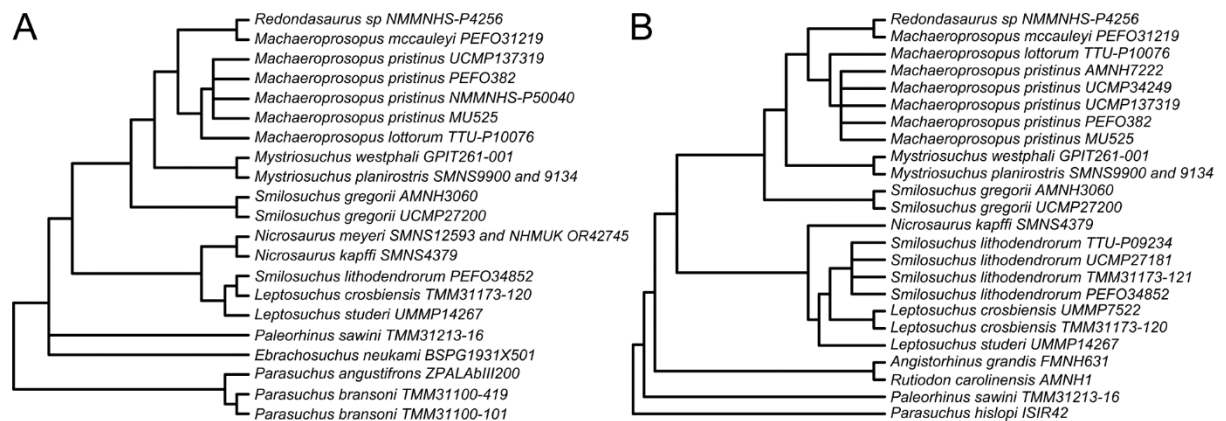 A
Redondasaurus sp NMMNHS-P4256
Machaeroprosopus mccauleyi PEFO31219
Machaeroprosopus pristinus UCMP137319
Machaeroprosopus pristinus PEFO382
Machaeroprosopus pristinus NMMNHS-P50040
Machaeroprosopus pristinus MU525
Machaeroprosopus lottorum TTU-P10076
Mystriosuchus westphali GPIT261-001
Mystriosuchus planirostris SMNS9900 and 9134
Smilosuchus gregorii AMNH3060
Smilosuchus gregorii UCMP27200
Nicrosaurus meyeri SMNS12593 and NHMUK OR42745
Nicrosaurus kapffi SMNS4379
Smilosuchus lithodendrorum PEFO34852
Leptosuchus crosbiensis TMM31173-120
Leptosuchus studeri UMMP14267
Paleorhinus sawini TMM31213-16
Ebrachosuchus neukami BSPG1931X501
Parasuchus angustifrons ZPALAbIII200
Parasuchus bransoni TMM31100-419
Parasuchus bransoni TMM31100-101
B
Redondasaurus sp NMMNHS-P4256
Machaeroprosopus mccauleyi PEFO31219
Machaeroprosopus lottorum TTU-P10076
Machaeroprosopus pristinus AMNH7222
Machaeroprosopus pristinus UCMP34249
Machaeroprosopus pristinus UCMP137319
Machaeroprosopus pristinus PEFO382
Machaeroprosopus pristinus MU525
Mystriosuchus westphali GPIT261-001
Mystriosuchus planirostris SMNS9900 and 9134
Smilosuchus gregorii AMNH3060
Smilosuchus gregorii UCMP27200
Nicrosaurus kapffi SMNS4379
Smilosuchus lithodendrorum TTU-P09234
Smilosuchus lithodendrorum UCMP27181
Smilosuchus lithodendrorum TMM31173-121
Smilosuchus lithodendrorum PEFO34852
Leptosuchus crosbiensis UMMP7522
Leptosuchus crosbiensis TMM31173-120
Leptosuchus studeri UMMP14267
Angistorhinus grandis FMNH631
Rutiodon carolinensis AMNH1
Paleorhinus sawini TMM31213-16
Parasuchus hislopi ISIR42